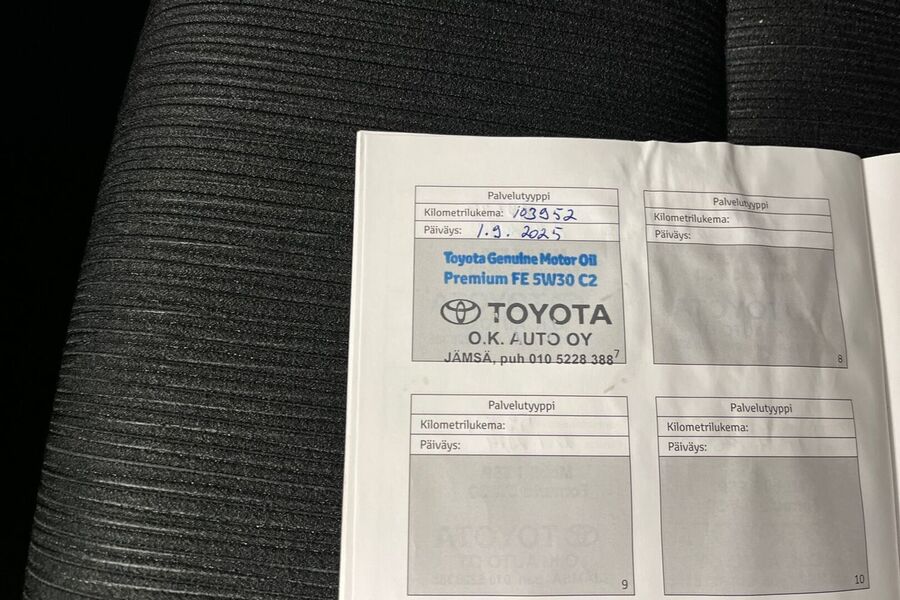 Palvelutyyppi
Kilometrilukema: 103952
Päiväys: 1.9. 2025
Toyota Genuine Motor Oil
Premium FE 5W30 C2
TOYOTA
O.K. AUTO OY
JÄMSÄ, puh 010 5228 388
7
Palvelutyyppi
Kilometrilukema:
Päiväys:
8
Palvelutyyppi
Kilometrilukema:
Päiväys:
9
Palvelutyyppi
Kilometrilukema:
Päiväys:
10